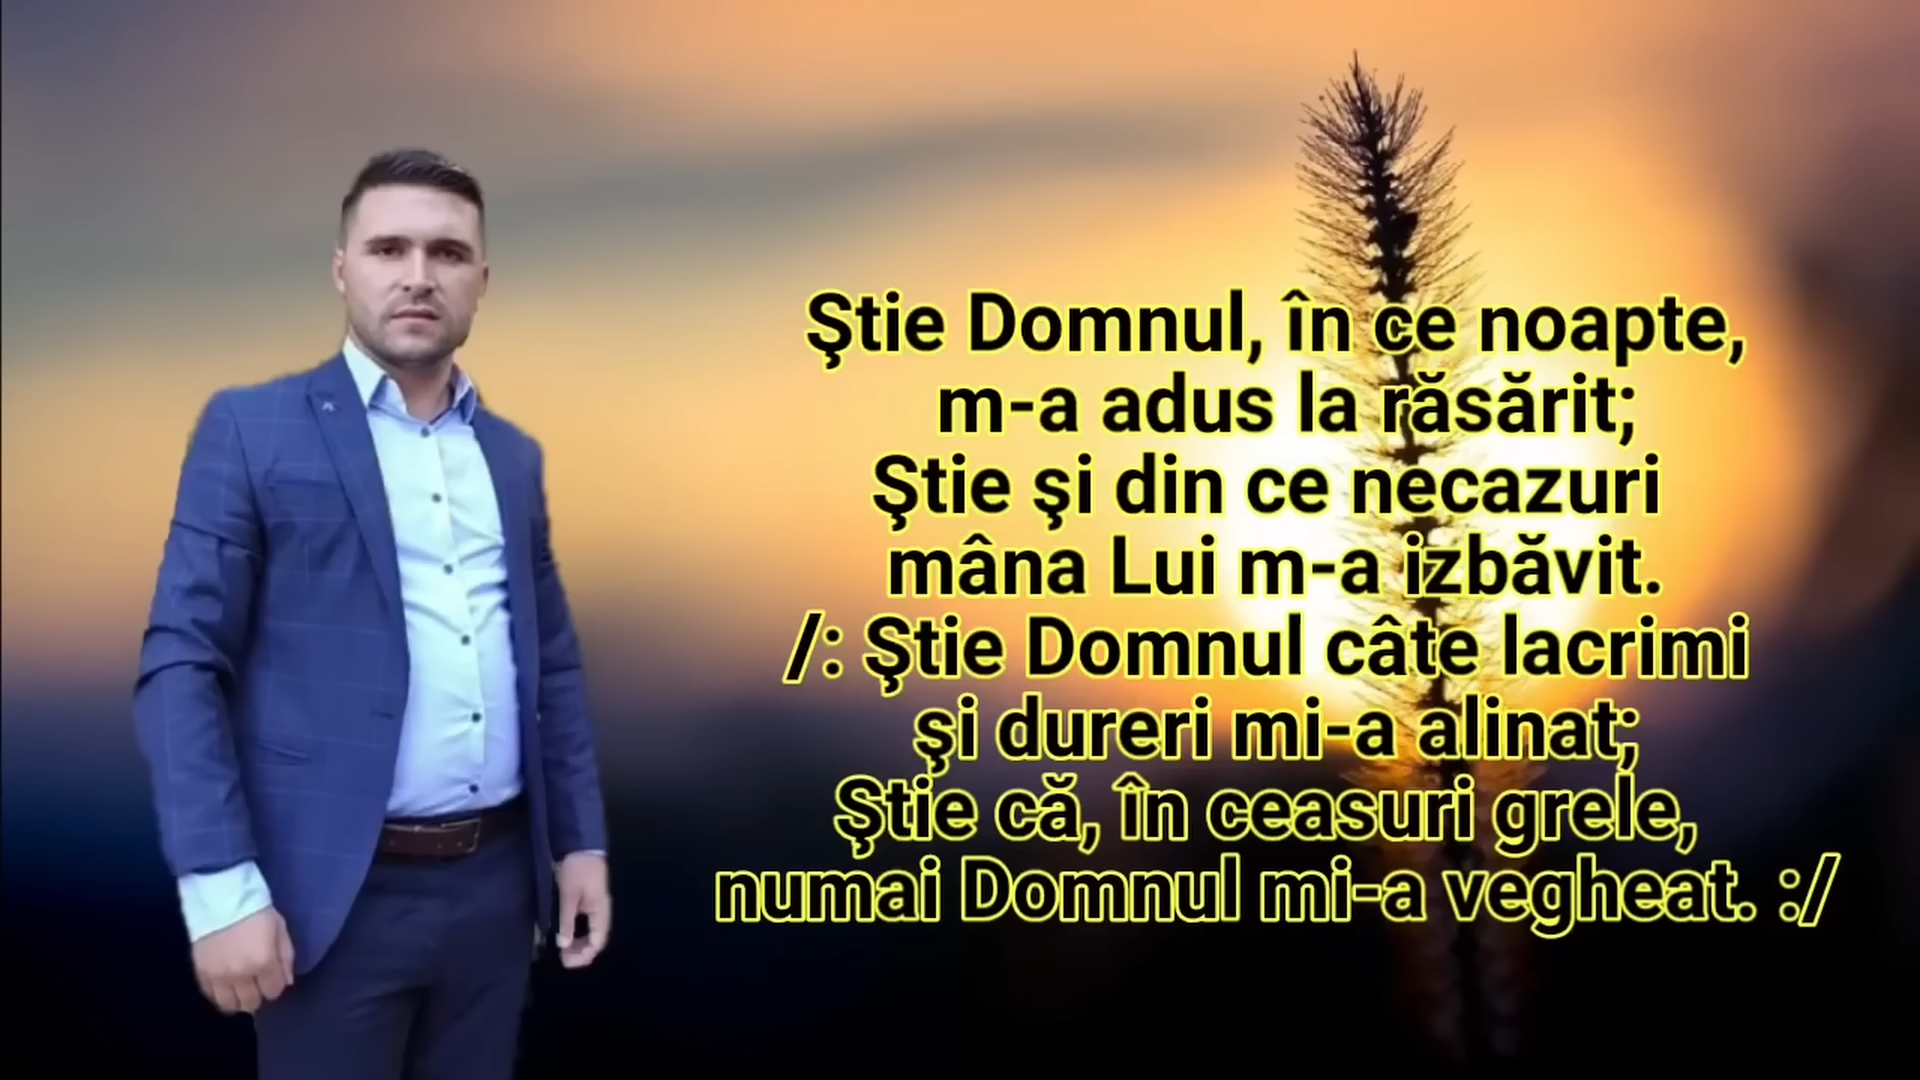 Ştie Domnul, în ce noapte,
m-a adus la răsărit;
Ştie şi din ce necazuri
mâna Lui m-a izbăvit.
/: Ştie Domnul câte lacrimi
şi dureri mi-a alinat;
Ştie că, în ceasuri grele,
numai Domnul mi-a vegheat. :/